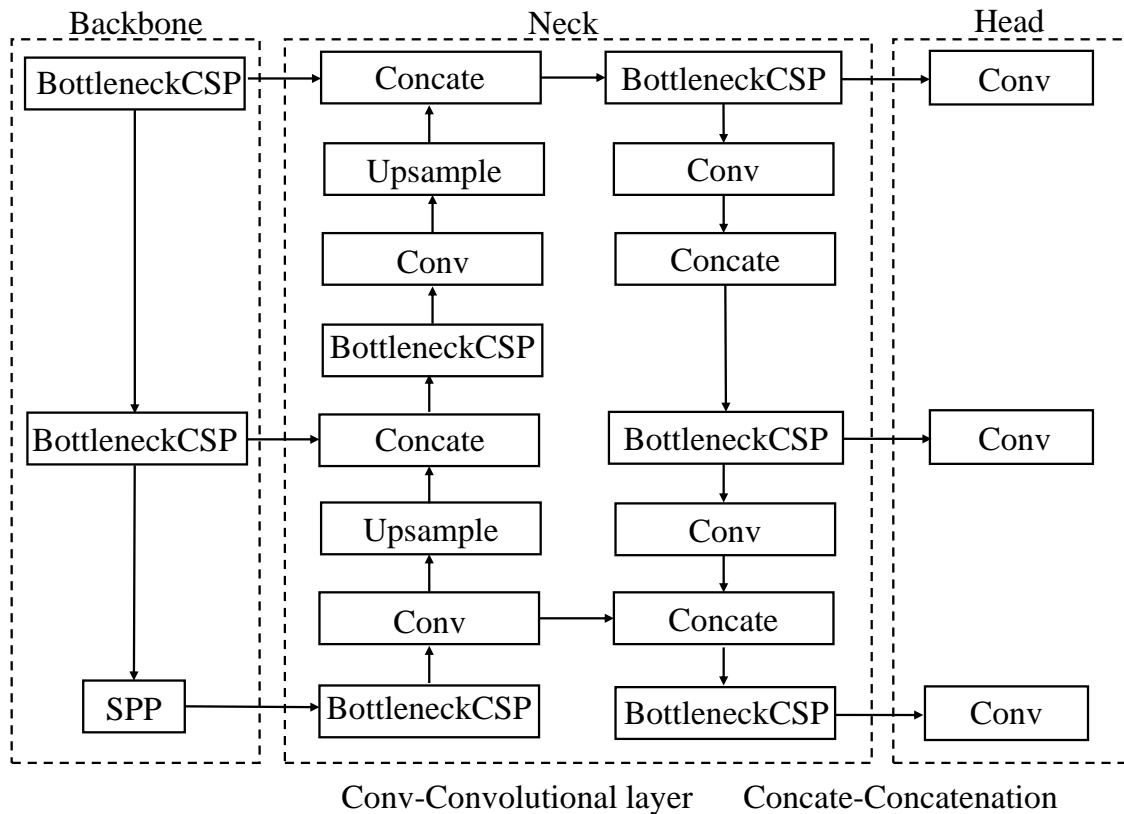 Backbone
Neck
Head
BottleneckCSP
Concate
BottleneckCSP
Conv
Upsample
Conv
Conv
Concate
BottleneckCSP
BottleneckCSP
Concate
BottleneckCSP
Conv
Upsample
Conv
Conv
Concate
SPP
BottleneckCSP
BottleneckCSP
Conv
Conv-Convolutional layer
Concate-Concatenation